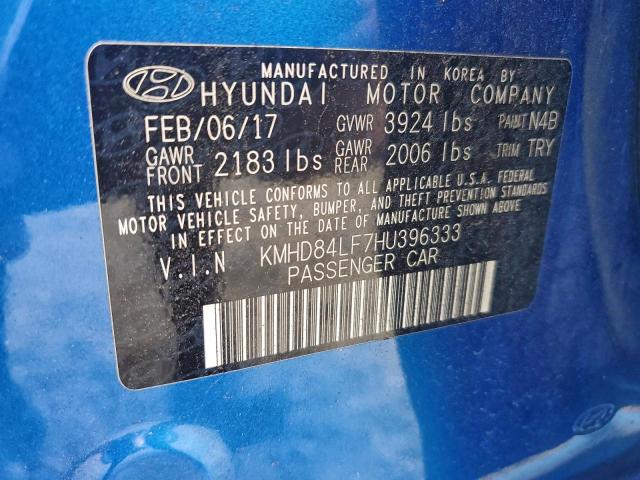 MANUFACTURED IN KOREA BY
HYUNDAI MOTOR COMPANY
FEB/06/17 GVWR 3924 lbs PAINT N4B
GAWR FRONT 2183 lbs GAWR REAR 2006 lbs TRIM TRY
THIS VEHICLE CONFORMS TO ALL APPLICABLE U.S.A. FEDERAL
MOTOR VEHICLE SAFETY, BUMPER, AND THEFT PREVENTION STANDARDS
IN EFFECT ON THE DATE OF MANUFACTURE SHOWN ABOVE
V.I.N KMHD84LF7HU396333
PASSENGER CAR